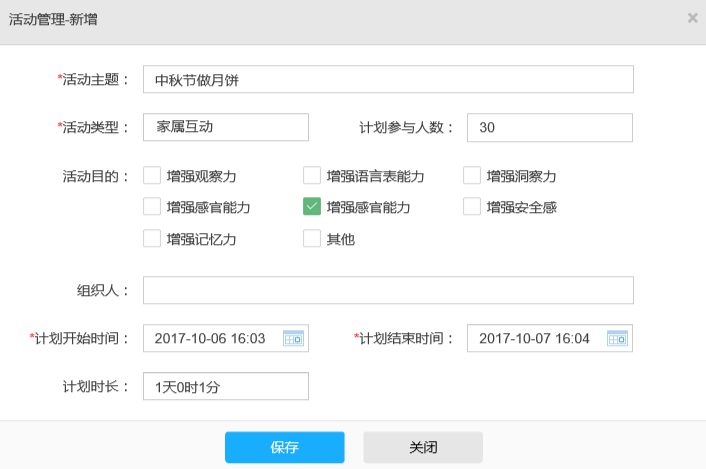 活动管理-新增 ×
*活动主题： 中秋节做月饼
*活动类型： 家属互动 计划参与人数： 30
活动目的： 增强观察力 增强语言表能力 增强洞察力
增强感官能力 增强感官能力 增强安全感
增强记忆力 其他
组织人：
*计划开始时间： 2017-10-06 16:03 *计划结束时间： 2017-10-07 16:04
计划时长： 1天0时1分
保存 关闭